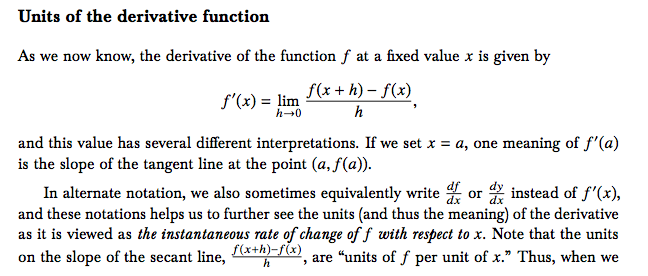 Units of the derivative function
As we now know, the derivative of the function f at a fixed value x is given by
f′(x) = lim_{h→0} \frac{f(x + h) − f(x)}{h},
and this value has several different interpretations. If we set x = a, one meaning of f′(a)
is the slope of the tangent line at the point (a, f(a)).
In alternate notation, we also sometimes equivalently write \frac{df}{dx} or \frac{dy}{dx} instead of f′(x),
and these notations helps us to further see the units (and thus the meaning) of the derivative
as it is viewed as the instantaneous rate of change of f with respect to x. Note that the units
on the slope of the secant line, \frac{f(x+h)−f(x)}{h}, are “units of f per unit of x.” Thus, when we